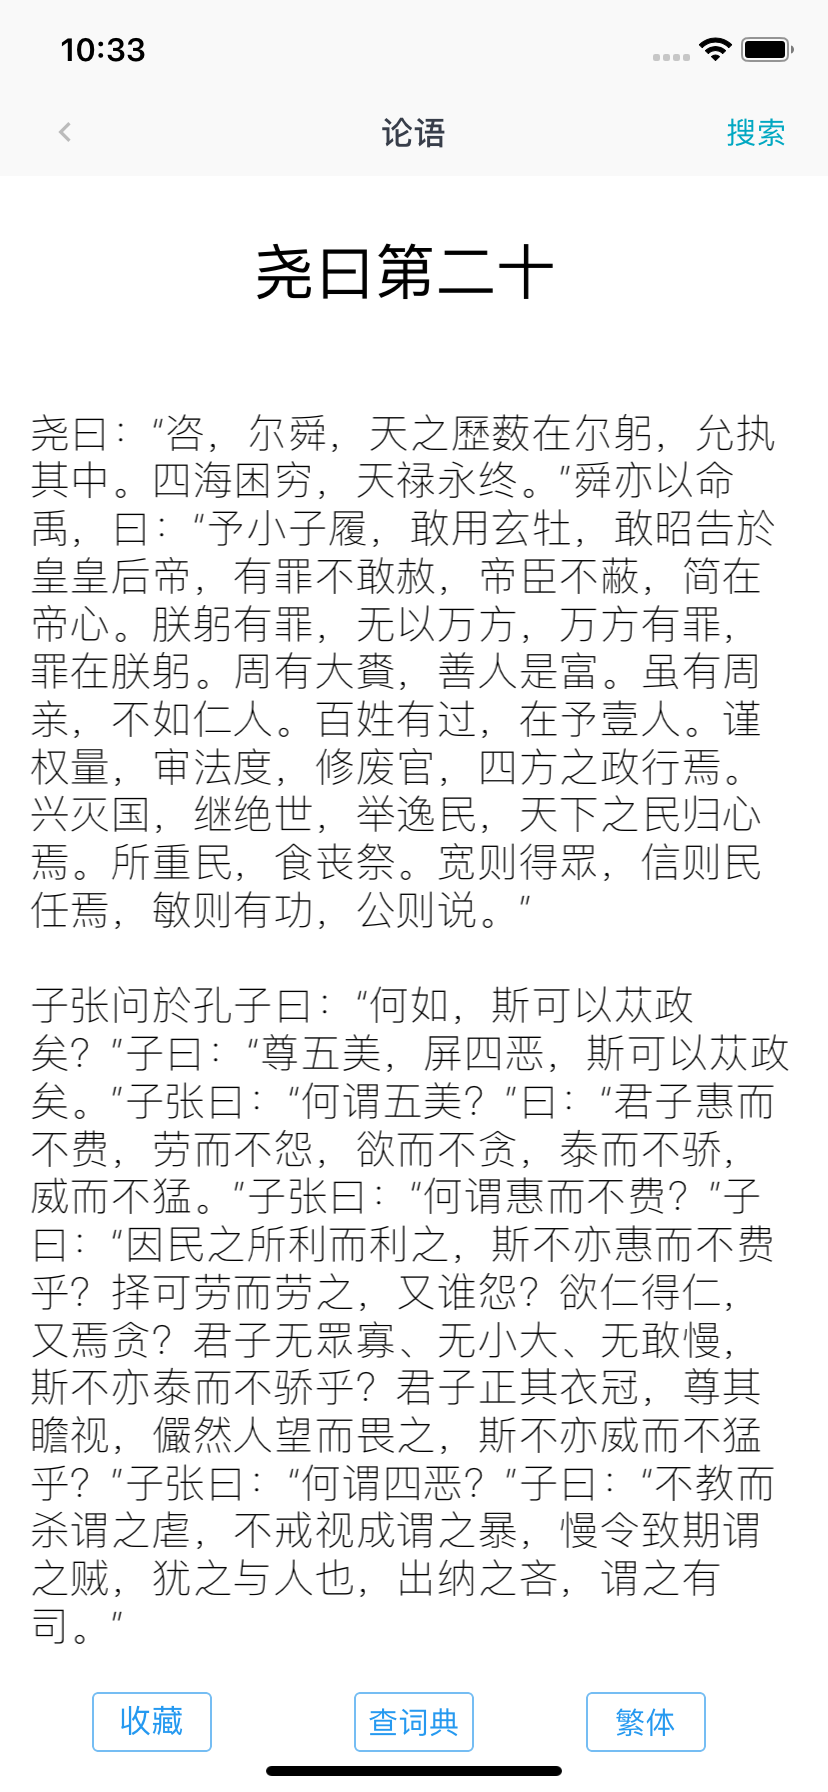 10:33
论语
搜索
尧曰第二十
尧曰：“咨，尔舜，天之歷薮在尔躬，允执
其中。四海困穷，天禄永终。”舜亦以命
禹，曰：“予小子履，敢用玄牡，敢昭告於
皇皇后帝，有罪不敢赦，帝臣不蔽，简在
帝心。朕躬有罪，无以万方，万方有罪，
罪在朕躬。周有大賚，善人是富。虽有周
亲，不如仁人。百姓有过，在予壹人。谨
权量，审法度，修废官，四方之政行焉。
兴灭国，继绝世，举逸民，天下之民归心
焉。所重民，食丧祭。宽则得眾，信则民
任焉，敏则有功，公则说。”
子张问於孔子曰：“何如，斯可以苁政
矣？”子曰：“尊五美，屏四恶，斯可以苁政
矣。”子张曰：“何谓五美？”曰：“君子惠而
不费，劳而不怨，欲而不贪，泰而不骄，
威而不猛。”子张曰：“何谓惠而不费？”子
曰：“因民之所利而利之，斯不亦惠而不费
乎？择可劳而劳之，又谁怨？欲仁得仁，
又焉贪？君子无眾寡、无小大、无敢慢，
斯不亦泰而不骄乎？君子正其衣冠，尊其
瞻视，儼然人望而畏之，斯不亦威而不猛
乎？”子张曰：“何谓四恶？”子曰：“不教而
杀谓之虐，不戒视成谓之暴，慢令致期谓
之贼，犹之与人也，出纳之吝，谓之有
司。”
收藏
查词典
繁体